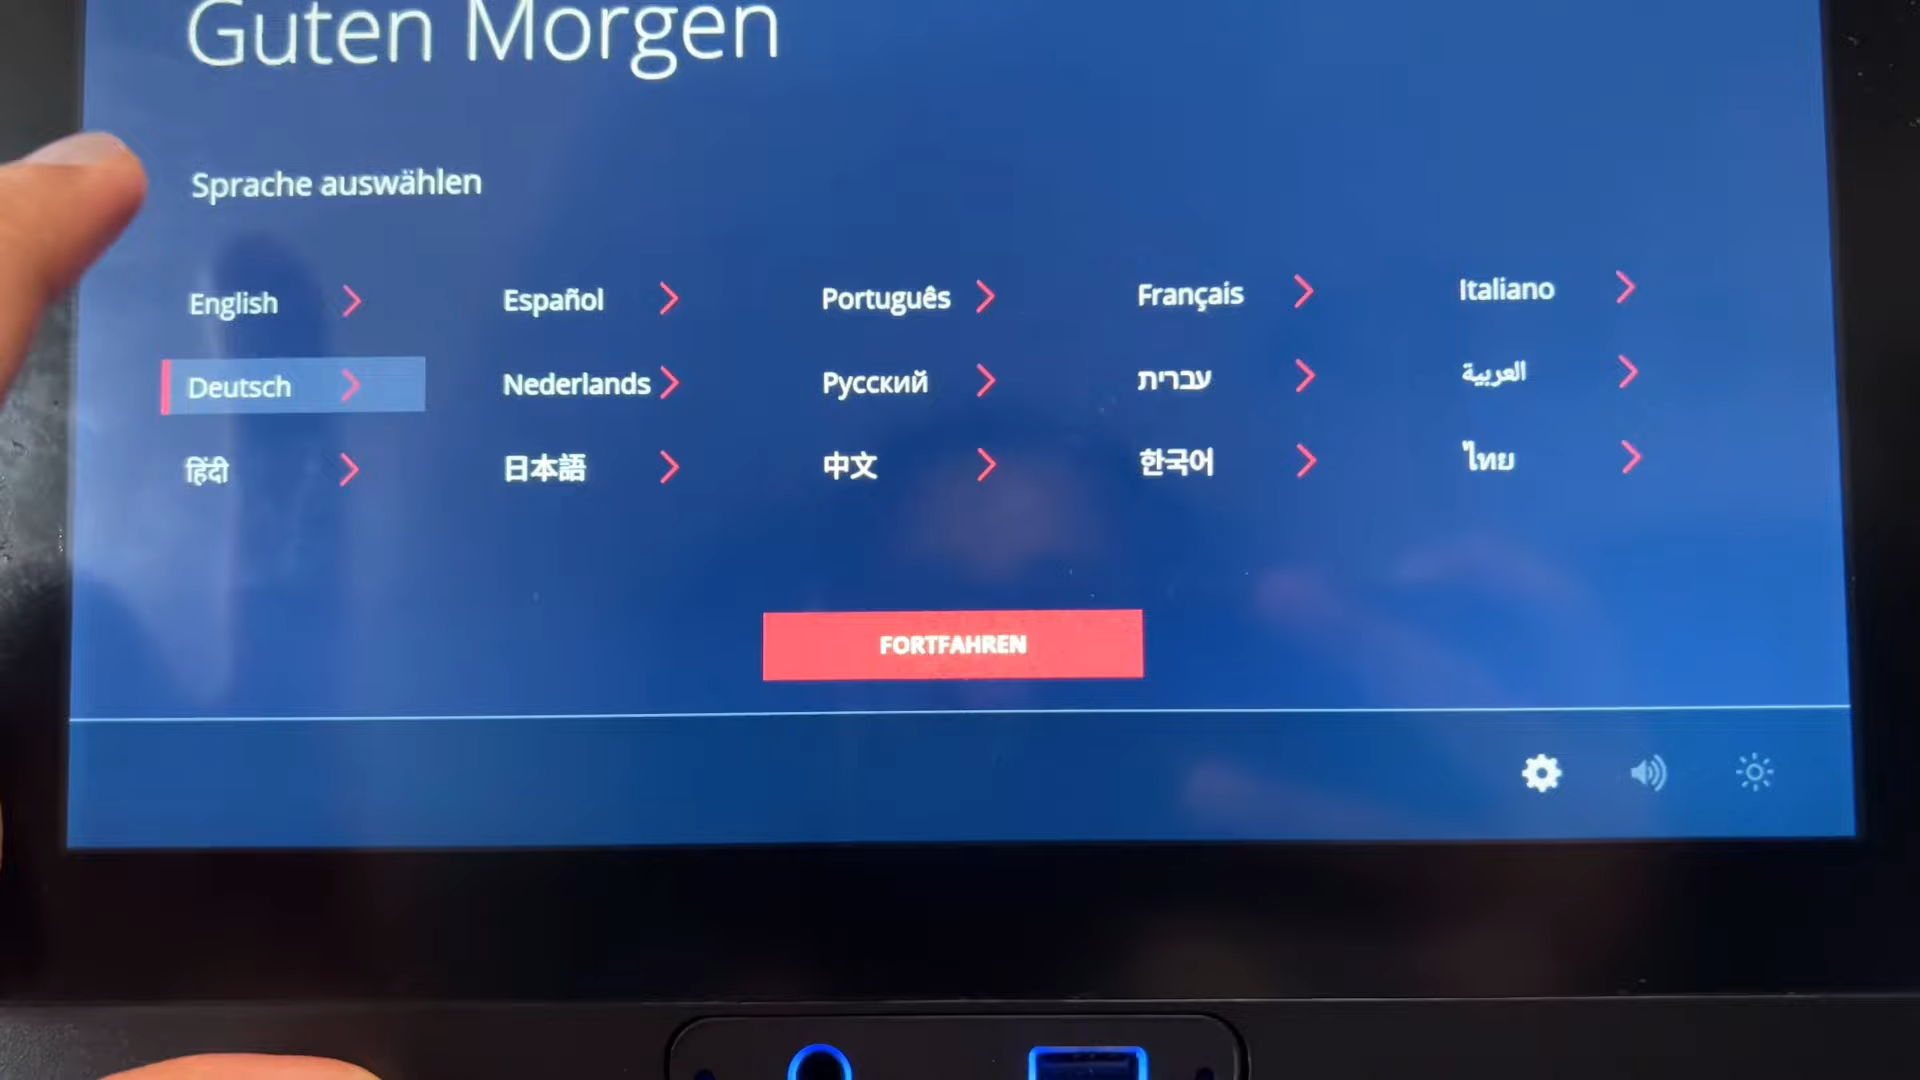 Guten Morgen
Sprache auswählen
English Español Português Français Italiano
Deutsch Nederlands Русский עברית العربية
हिंदी 日本語 中文 한국어 ไทย
FORTFAHREN